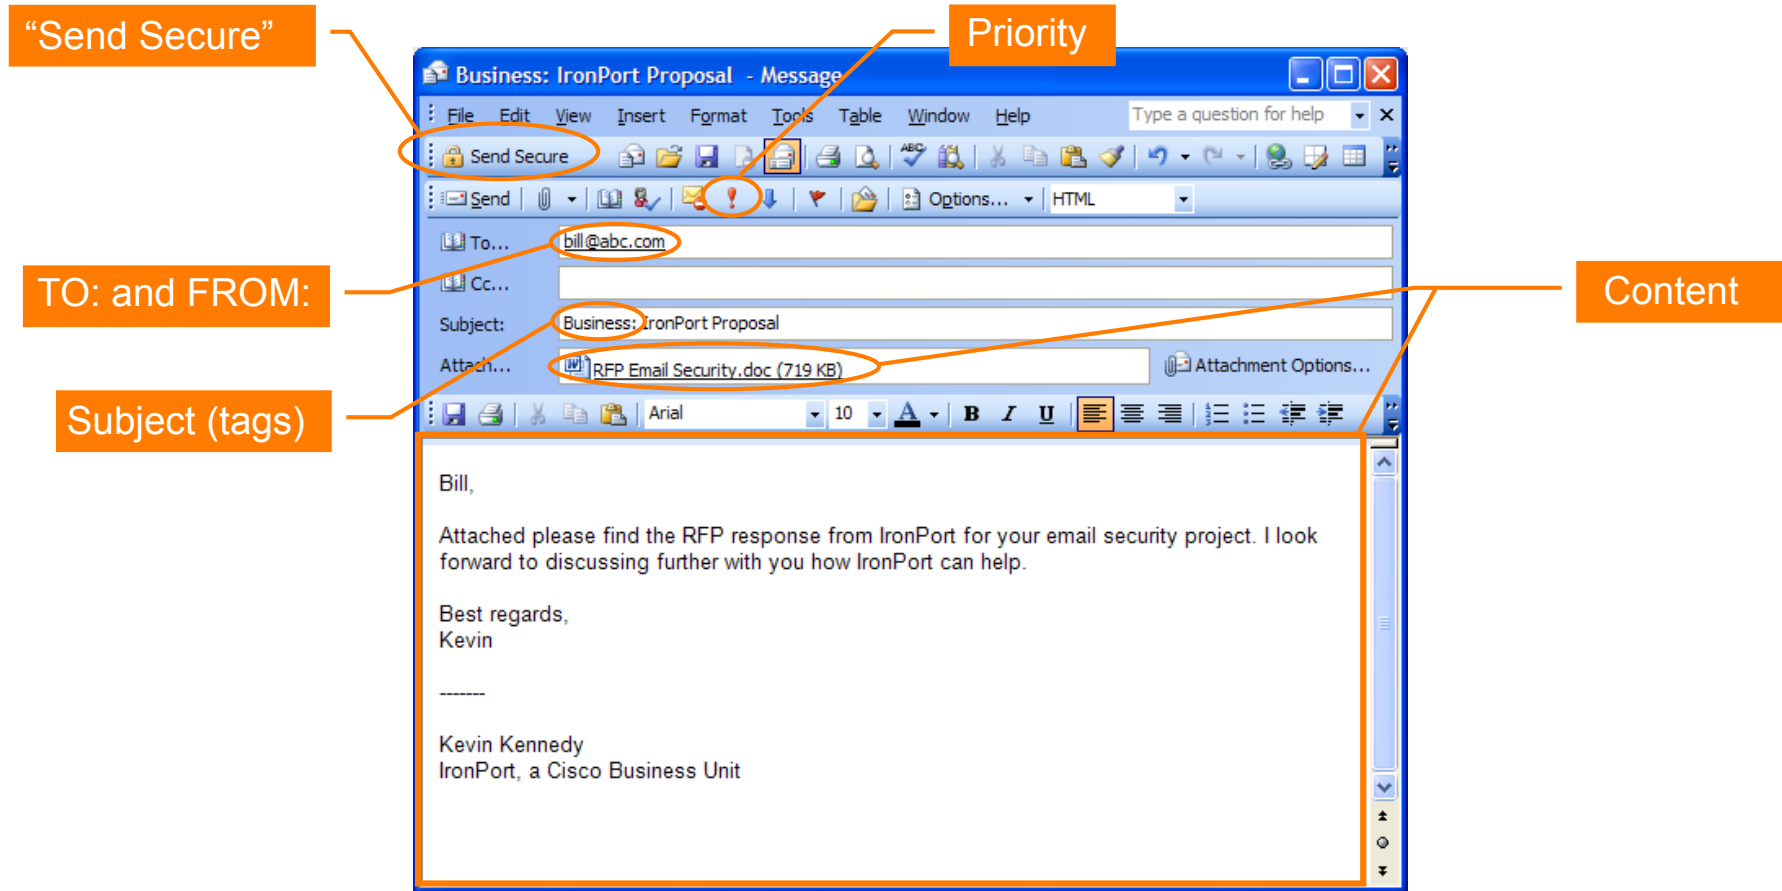 “Send Secure”
Priority
Business: IronPort Proposal - Message
File Edit View Insert Format Tools Table Window Help Type a question for help
Send Secure
Send Options... HTML
To... bill@abc.com
TO: and FROM:
Cc...
Content
Subject: Business: IronPort Proposal
Attach... RFP Email Security.doc (719 KB) Attachment Options...
Subject (tags)
Arial 10 A B I U
Bill,
Attached please find the RFP response from IronPort for your email security project. I look
forward to discussing further with you how IronPort can help.
Best regards,
Kevin
-------
Kevin Kennedy
IronPort, a Cisco Business Unit